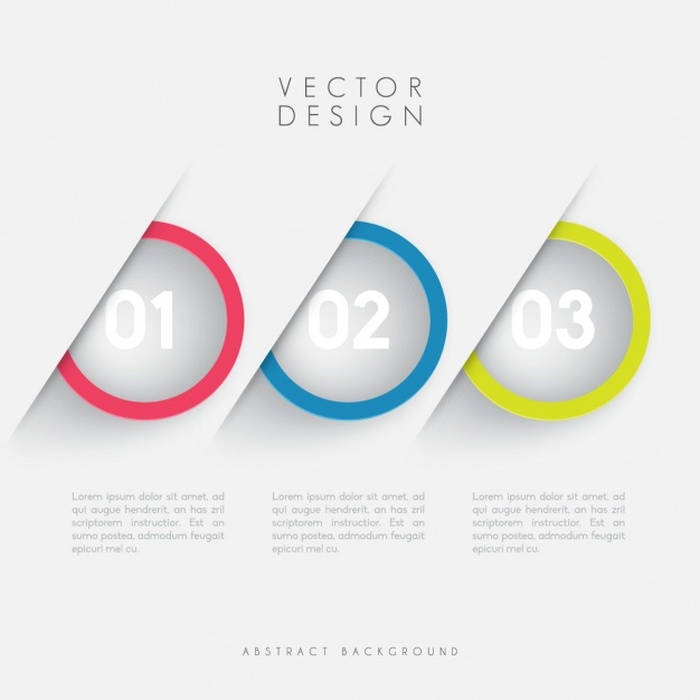 VECTOR
DESIGN
01
02
03
Lorem ipsum dolor sit amet, ad
qui augue hendrerit, an has zril
scriptorem instructior. Est an
sumo postea, admodum feugait
epicuri mel cu.
Lorem ipsum dolor sit amet, ad
qui augue hendrerit, an has zril
scriptorem instructior. Est an
sumo postea, admodum feugait
epicuri mel cu.
Lorem ipsum dolor sit amet, ad
qui augue hendrerit, an has zril
scriptorem instructior. Est an
sumo postea, admodum feugait
epicuri mel cu.
ABSTRACT BACKGROUND